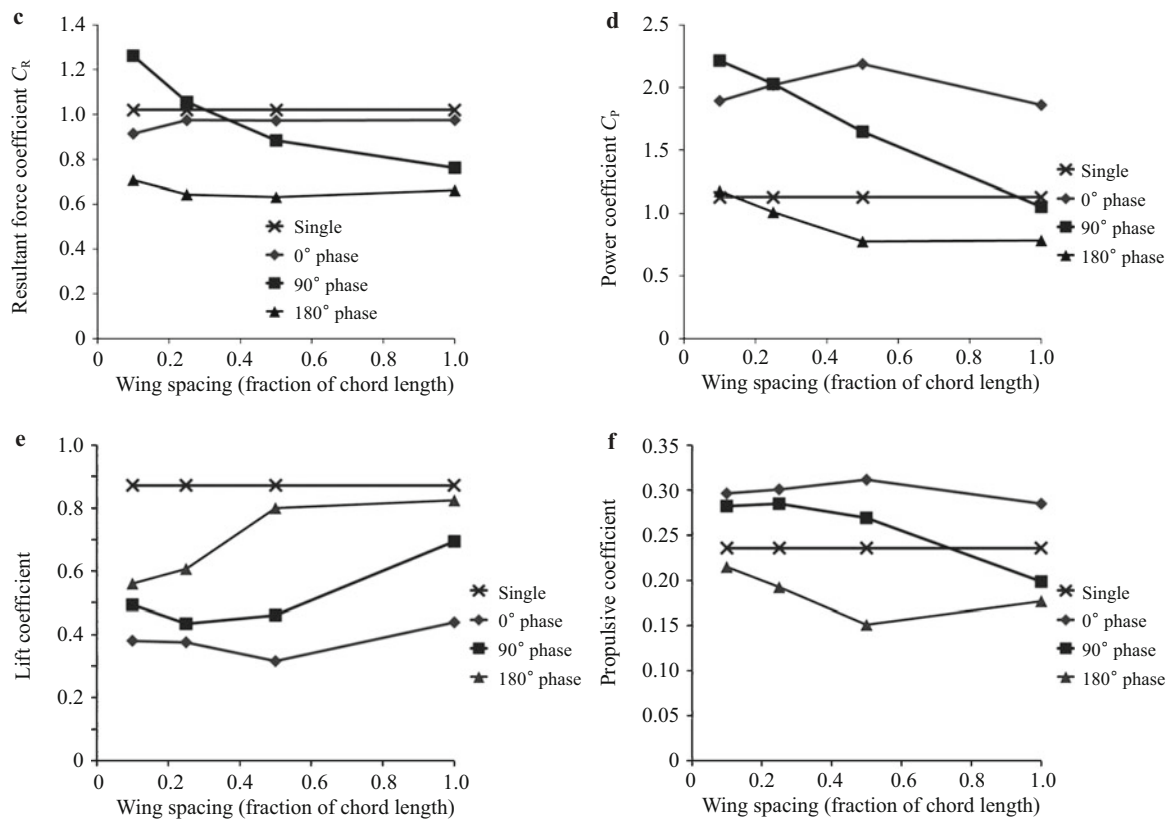 c
Resultant force coefficient C_R
1.4
1.2
1.0
0.8
0.6
0.4
0.2
0
0 0.2 0.4 0.6 0.8 1.0
Wing spacing (fraction of chord length)
Single
0° phase
90° phase
180° phase
d
Power coefficient C_P
2.5
2.0
1.5
1.0
0.5
0
0 0.2 0.4 0.6 0.8 1.0
Wing spacing (fraction of chord length)
Single
0° phase
90° phase
180° phase
e
Lift coefficient
1.0
0.8
0.6
0.4
0.2
0
0 0.2 0.4 0.6 0.8 1.0
Wing spacing (fraction of chord length)
Single
0° phase
90° phase
180° phase
f
Propulsive coefficient
0.35
0.30
0.25
0.20
0.15
0.10
0.05
0
0 0.2 0.4 0.6 0.8 1.0
Wing spacing (fraction of chord length)
Single
0° phase
90° phase
180° phase